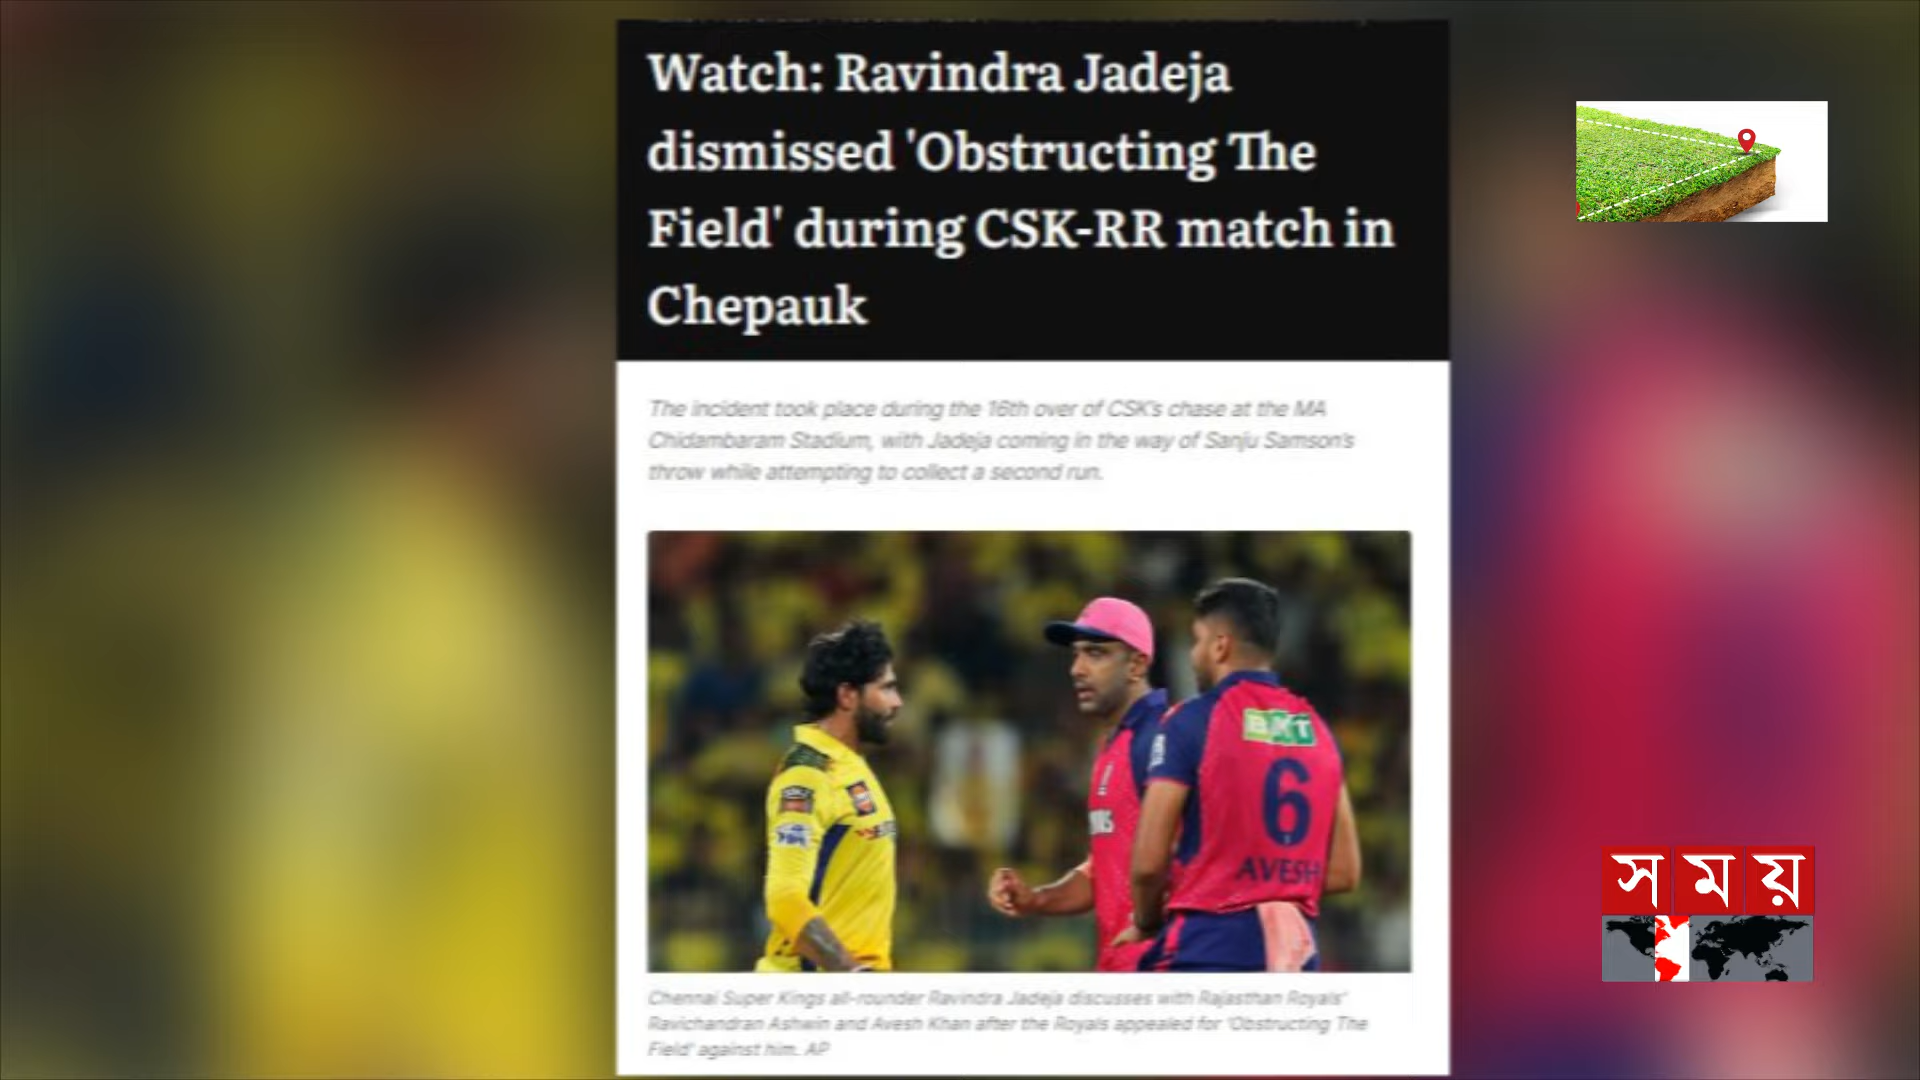 Watch: Ravindra Jadeja
dismissed 'Obstructing The
Field' during CSK-RR match in
Chepauk
The incident took place during the 16th over of CSK's chase at the MA
Chidambaram Stadium, with Jadeja coming in the way of Sanju Samson's
throw while attempting to collect a second run.
BKT
6
AVESH
সময়
Chennai Super Kings all-rounder Ravindra Jadeja discusses with Rajasthan Royals'
Ravichandran Ashwin and Avesh Khan after the Royals appealed for 'Obstructing The
Field' against him. AP